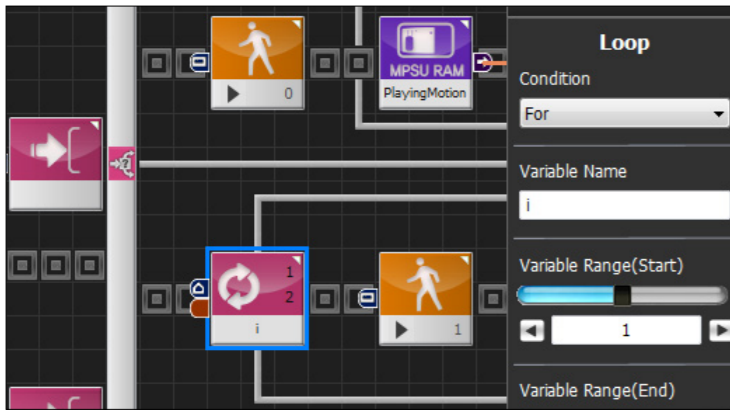 0
MPSU RAM
PlayingMotion
1
2
i
1
Loop
Condition
For
Variable Name
i
Variable Range(Start)
1
Variable Range(End)